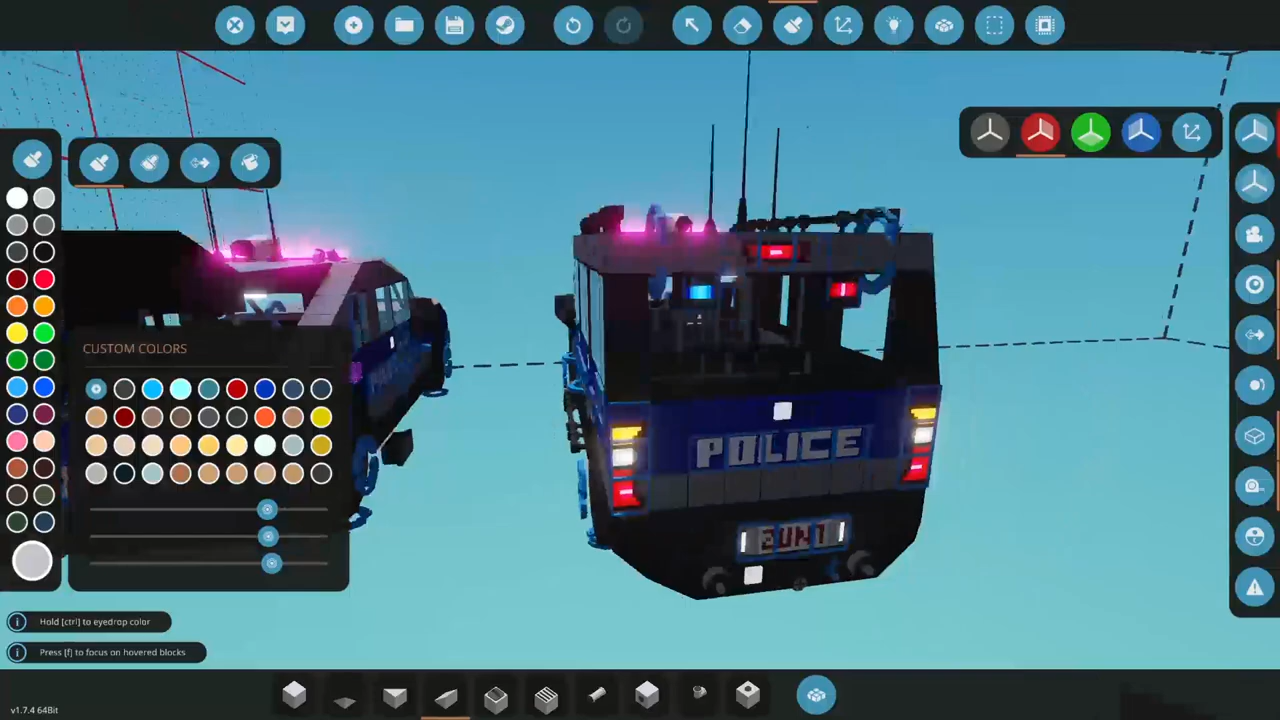 CUSTOM COLORS
POLICE
Hold [ctrl] to eyedrop color
Press [f] to focus on hovered blocks
v1.7.4 64Bit